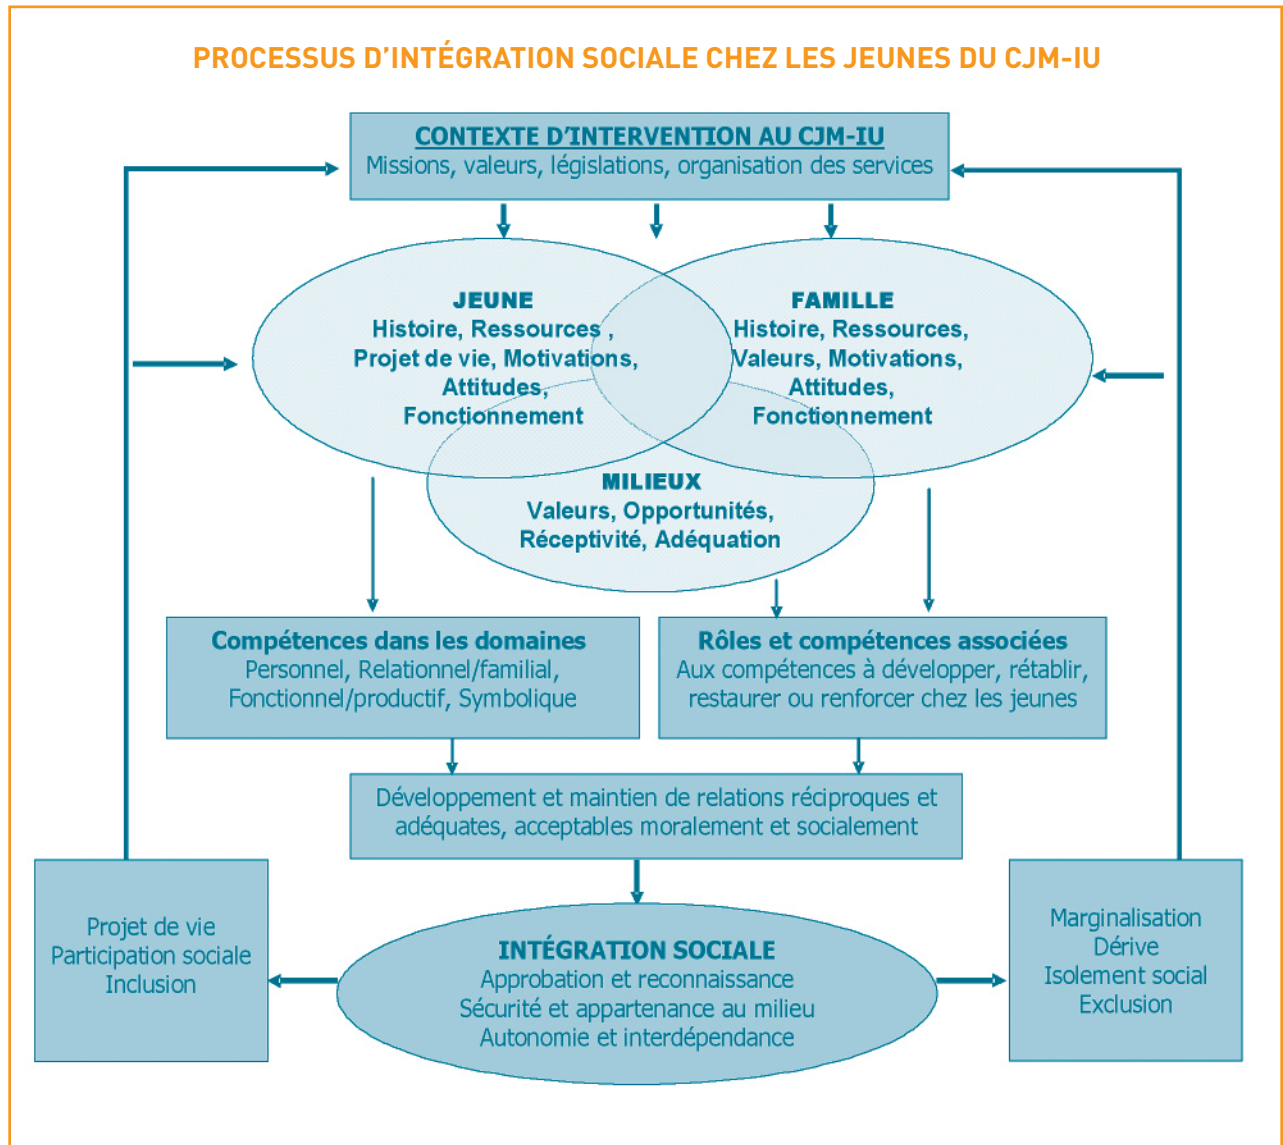 PROCESSUS D'INTÉGRATION SOCIALE CHEZ LES JEUNES DU CJM-IU
CONTEXTE D'INTERVENTION AU CJM-IU
Missions, valeurs, législations, organisation des services
JEUNE
Histoire, Ressources ,
Projet de vie, Motivations,
Attitudes,
Fonctionnement
FAMILLE
Histoire, Ressources,
Valeurs, Motivations,
Attitudes,
Fonctionnement
MILIEUX
Valeurs, Opportunités,
Réceptivité, Adéquation
Compétences dans les domaines
Personnel, Relationnel/familial,
Fonctionnel/productif, Symbolique
Rôles et compétences associées
Aux compétences à développer, rétablir,
restaurer ou renforcer chez les jeunes
Développement et maintien de relations réciproques et
adéquates, acceptables moralement et socialement
Projet de vie
Participation sociale
Inclusion
INTÉGRATION SOCIALE
Approbation et reconnaissance
Sécurité et appartenance au milieu
Autonomie et interdépendance
Marginalisation
Dérive
Isolement social
Exclusion